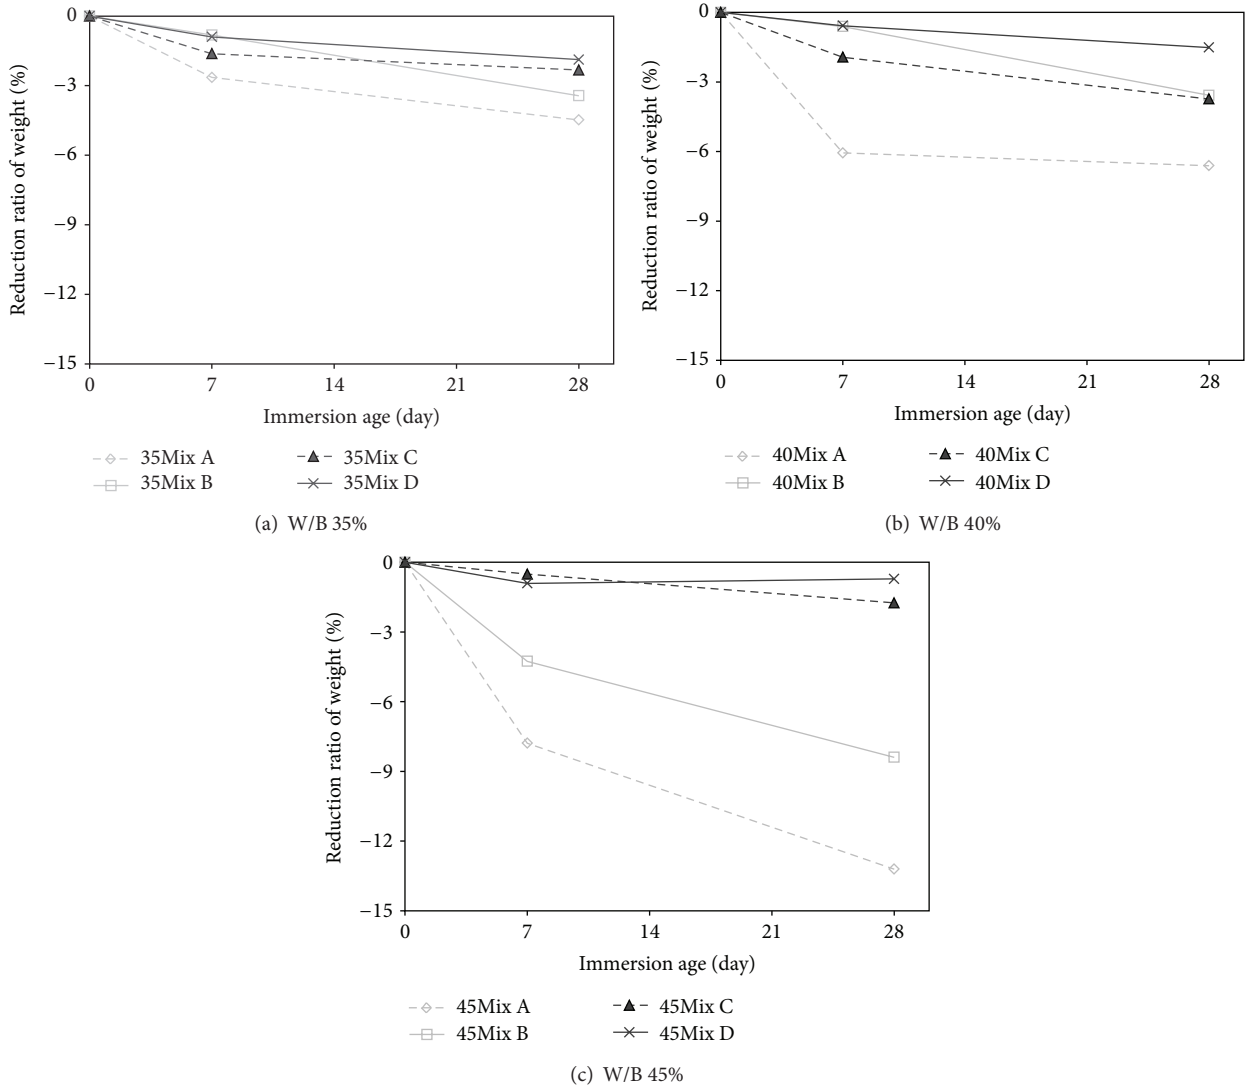 Reduction ratio of weight (%)
0
−3
−6
−9
−12
−15
0 7 14 21 28
Immersion age (day)
35Mix A 35Mix C
35Mix B 35Mix D
(a) W/B 35%
Reduction ratio of weight (%)
0
−3
−6
−9
−12
−15
0 7 14 21 28
Immersion age (day)
40Mix A 40Mix C
40Mix B 40Mix D
(b) W/B 40%
Reduction ratio of weight (%)
0
−3
−6
−9
−12
−15
0 7 14 21 28
Immersion age (day)
45Mix A 45Mix C
45Mix B 45Mix D
(c) W/B 45%